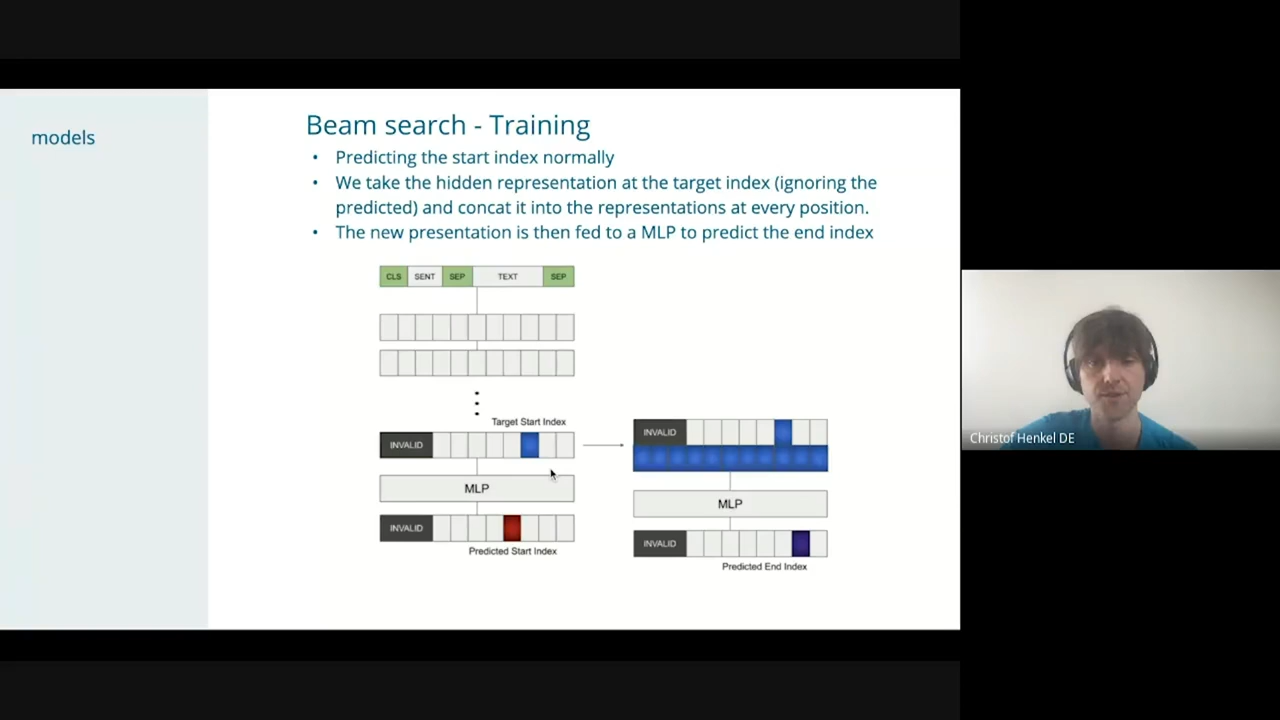 models
Beam search - Training
• Predicting the start index normally
• We take the hidden representation at the target index (ignoring the
predicted) and concat it into the representations at every position.
• The new presentation is then fed to a MLP to predict the end index
CLS SENT SEP TEXT SEP
Target Start Index
INVALID
INVALID
MLP
MLP
INVALID
Predicted Start Index
INVALID
Predicted End Index
Christof Henkel DE